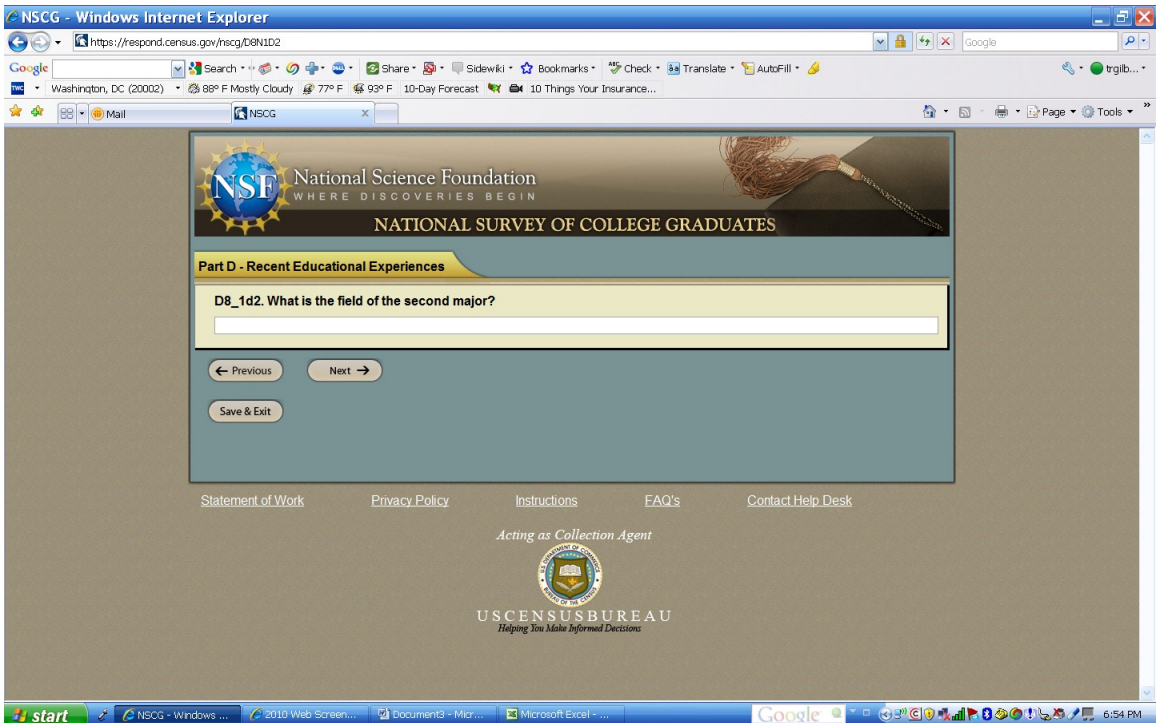 NSCG - Windows Internet Explorer
https://respond.census.gov/nscg/D8N1D2
Google
Google
Search
Share
Sidewiki
Bookmarks
Check
Translate
AutoFill
trgilb...
TWC
Washington, DC (20002)
88° F Mostly Cloudy
77° F
93° F
10-Day Forecast
10 Things Your Insurance...
Mail
NSCG
Page
Tools
NSF
National Science Foundation
WHERE DISCOVERIES BEGIN
NATIONAL SURVEY OF COLLEGE GRADUATES
Part D - Recent Educational Experiences
D8_1d2. What is the field of the second major?
Previous
Next
Save & Exit
Statement of Work
Privacy Policy
Instructions
FAQ's
Contact Help Desk
Acting as Collection Agent
USCENSUSBUREAU
Helping You Make Informed Decisions
start
NSCG - Windows ...
2010 Web Screen...
Document3 - Micr...
Microsoft Excel - ...
Google
6:54 PM